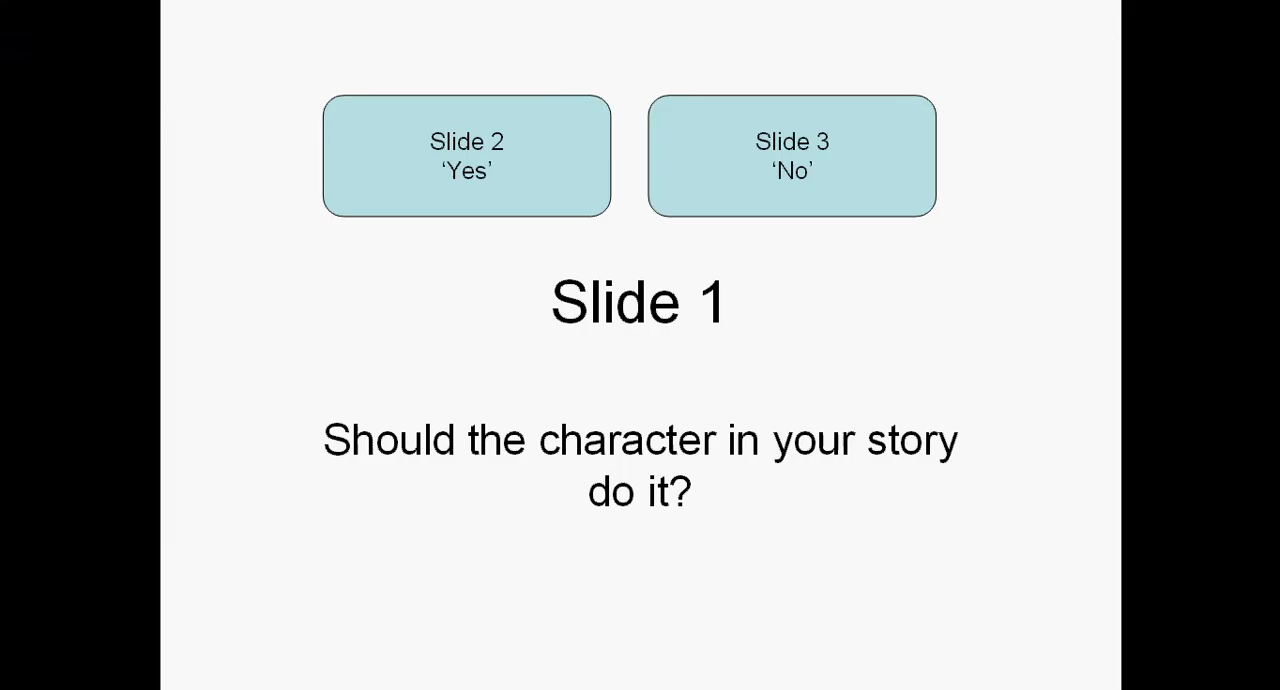 Slide 2
‘Yes’
Slide 3
‘No’
Slide 1
Should the character in your story
do it?